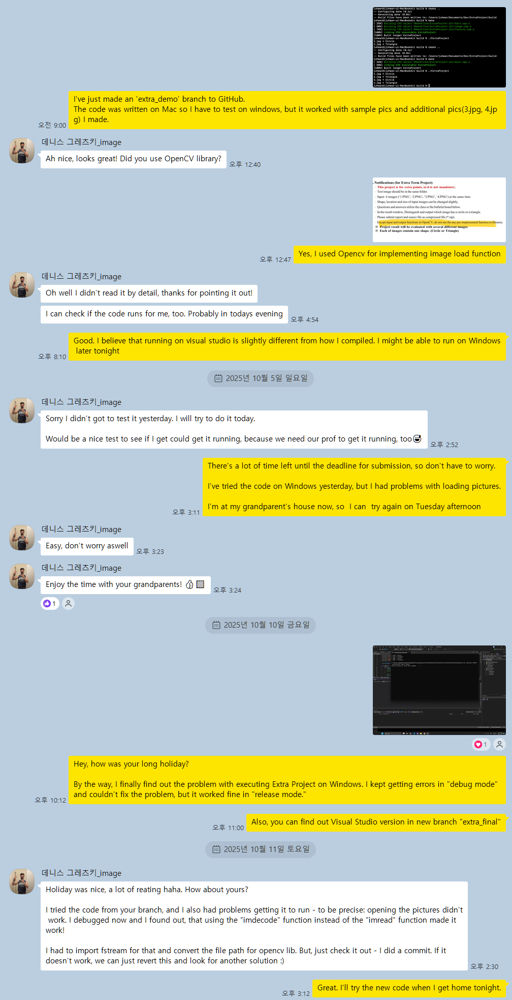 juhwan@ijuhwan-ui-MacBookAir build % cmake ..
-- Configuring done (0.1s)
-- Generating done (0.0s)
-- Build files have been written to: /Users/juhwan/Documents/Dev/ExtraProject/build
juhwan@ijuhwan-ui-MacBookAir build % make
[ 25%] Building CXX object CMakeFiles/ExtraProject.dir/main.cpp.o
[ 50%] Building CXX object CMakeFiles/ExtraProject.dir/image.cpp.o
[ 75%] Building CXX object CMakeFiles/ExtraProject.dir/feature.cpp.o
[100%] Linking CXX executable ExtraProject
[100%] Built target ExtraProject
juhwan@ijuhwan-ui-MacBookAir build % ./ExtraProject
1.jpg = Circle
2.jpg = Triangle
juhwan@ijuhwan-ui-MacBookAir build % cmake ..
-- Configuring done (0.1s)
-- Generating done (0.0s)
-- Build files have been written to: /Users/juhwan/Documents/Dev/ExtraProject/build
juhwan@ijuhwan-ui-MacBookAir build % make
[ 25%] Building CXX object CMakeFiles/ExtraProject.dir/main.cpp.o
[ 50%] Linking CXX executable ExtraProject
[100%] Built target ExtraProject
juhwan@ijuhwan-ui-MacBookAir build % ./ExtraProject
1.jpg = Circle
2.jpg = Triangle
3.jpg = Circle
4.jpg = Triangle
juhwan@ijuhwan-ui-MacBookAir build %
I've just made an 'extra_demo' branch to GitHub.
The code was written on Mac so I have to test on windows, but it worked with sample pics and additional pics(3.jpg, 4.jp
g) I made.
오전 9:00
데니스 그레츠키_image
Ah nice, looks great! Did you use OpenCV library?
오후 12:40
. Notifications (for Extra Term Project)
- This project is for extra points, so it is not mandatory.
- Test image should be in the same folder.
- Input: 4 images ('1.PNG', '2.PNG', '3.PNG', '4.PNG') at the same time.
- Shape, location and size of input images can be changed slightly.
- Questions and answers utilize the class or the bulletin board below.
- In the result window, Distinguish and output which image has a circle or a triangle.
- Please submit report and source file as compressed file (*.zip).
- Except input and output functions in OpenCV, do not use the any pre-implemented function in libraries.
※ Project result will be evaluated with several different images.
※ Each of images contain one shape. (Circle or Triangle)
Yes, I used Opencv for implementing image load function
오후 12:47
데니스 그레츠키_image
Oh well I didn't read it by detail, thanks for pointing it out!
I can check if the code runs for me, too. Probably in todays evening
오후 4:54
Good. I believe that running on visual studio is slightly different from how I compiled. I might be able to run on Windows
later tonight
오후 8:10
2025년 10월 5일 일요일
데니스 그레츠키_image
Sorry I didn't got to test it yesterday. I will try to do it today.
Would be a nice test to see if I get could get it running, because we need our prof to get it running, too😅
오후 2:52
There's a lot of time left until the deadline for submission, so don't have to worry.
I've tried the code on Windows yesterday, but I had problems with loading pictures.
I'm at my grandparent's house now, so  I can  try again on Tuesday afternoon
오후 3:11
데니스 그레츠키_image
Easy, don't worry aswell
오후 3:23
데니스 그레츠키_image
Enjoy the time with your grandparents! 👍
오후 3:24
1
2025년 10월 10일 금요일
1
Hey, how was your long holiday?
By the way, I finally find out the problem with executing Extra Project on Windows. I kept getting errors in "debug mode"
and couldn't fix the problem, but it worked fine in "release mode."
오후 10:12
Also, you can find out Visual Studio version in new branch "extra_final"
오후 11:00
2025년 10월 11일 토요일
데니스 그레츠키_image
Holiday was nice, a lot of reating haha. How about yours?
I tried the code from your branch, and I also had problems getting it to run - to be precise: opening the pictures didn't
work. I debugged now and I found out, that using the “imdecode” function instead of the “imread” function made it
work!
I had to import fstream for that and convert the file path for opencv lib. But, just check it out - I did a commit. If it
doesn't work, we can just revert this and look for another solution :)
오후 2:30
Great. I'll try the new code when I get home tonight.
오후 3:12